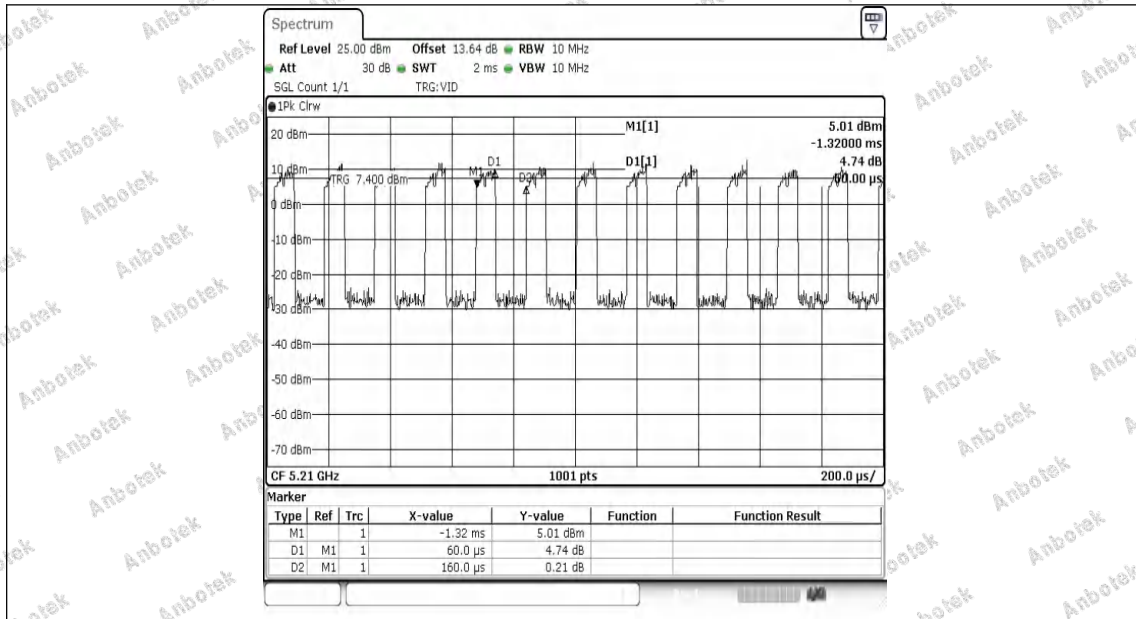 Spectrum
Ref Level 25.00 dBm Offset 13.64 dB RBW 10 MHz
Att 30 dB SWT 2 ms VBW 10 MHz
SGL Count 1/1 TRG:VID
1Pk Clrw
M1[1] 5.01 dBm
-1.32000 ms
D1[1] 4.74 dB
60.00 µs
20 dBm
10 dBm
TRG 7.400 dBm
M1
D1
D2
0 dBm
-10 dBm
-20 dBm
-30 dBm
-40 dBm
-50 dBm
-60 dBm
-70 dBm
CF 5.21 GHz 1001 pts 200.0 µs/
Marker
Type Ref Trc X-value Y-value Function Function Result
M1 1 -1.32 ms 5.01 dBm
D1 M1 1 60.0 µs 4.74 dB
D2 M1 1 160.0 µs 0.21 dB
Anbotek